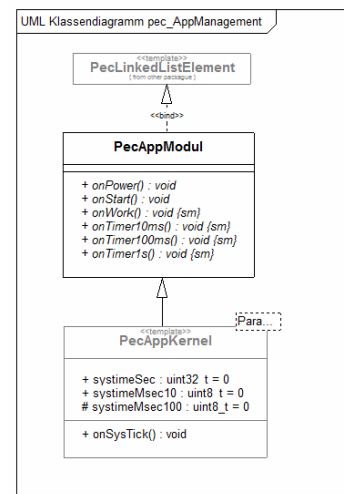 UML Klassendiagramm pec_AppManagement
<<template>>
PecLinkedListElement
( from other packague )
<<bind>>
PecAppModul
+ onPower() : void
+ onStart() : void
+ onWork() : void {sm}
+ onTimer10ms() : void {sm}
+ onTimer100ms() : void {sm}
+ onTimer1s() : void {sm}
Para...
<<template>>
PecAppKernel
+ systimeSec : uint32_t = 0
+ systimeMsec10 : uint8_t = 0
# systimeMsec100 : uint8_t = 0
+ onSysTick() : void